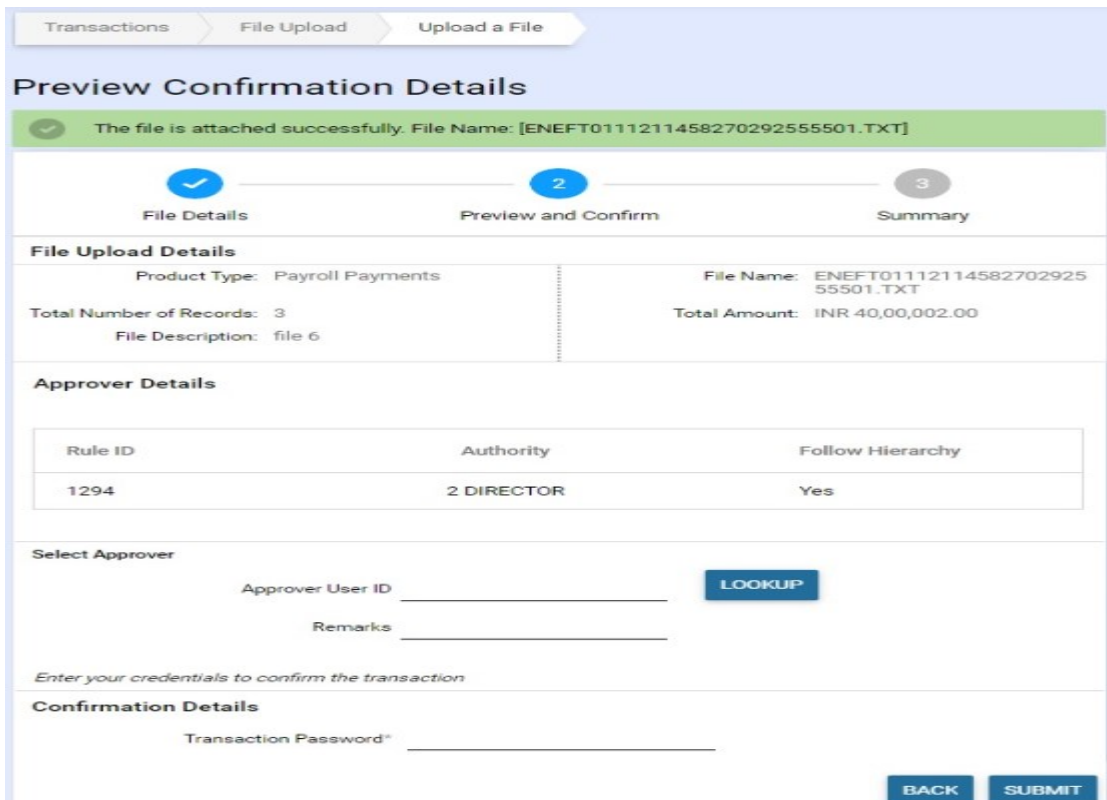 Transactions File Upload Upload a File
Preview Confirmation Details
The file is attached successfully. File Name: [ENEFT0111211458270292555501.TXT]
2 3
File Details Preview and Confirm Summary
File Upload Details
Product Type: Payroll Payments File Name: ENEFT01112114582702925
55501.TXT
Total Number of Records: 3 Total Amount: INR 40,00,002.00
File Description: file 6
Approver Details
Rule ID Authority Follow Hierarchy
1294 2 DIRECTOR Yes
Select Approver
Approver User ID LOOKUP
Remarks
Enter your credentials to confirm the transaction
Confirmation Details
Transaction Password*
BACK SUBMIT